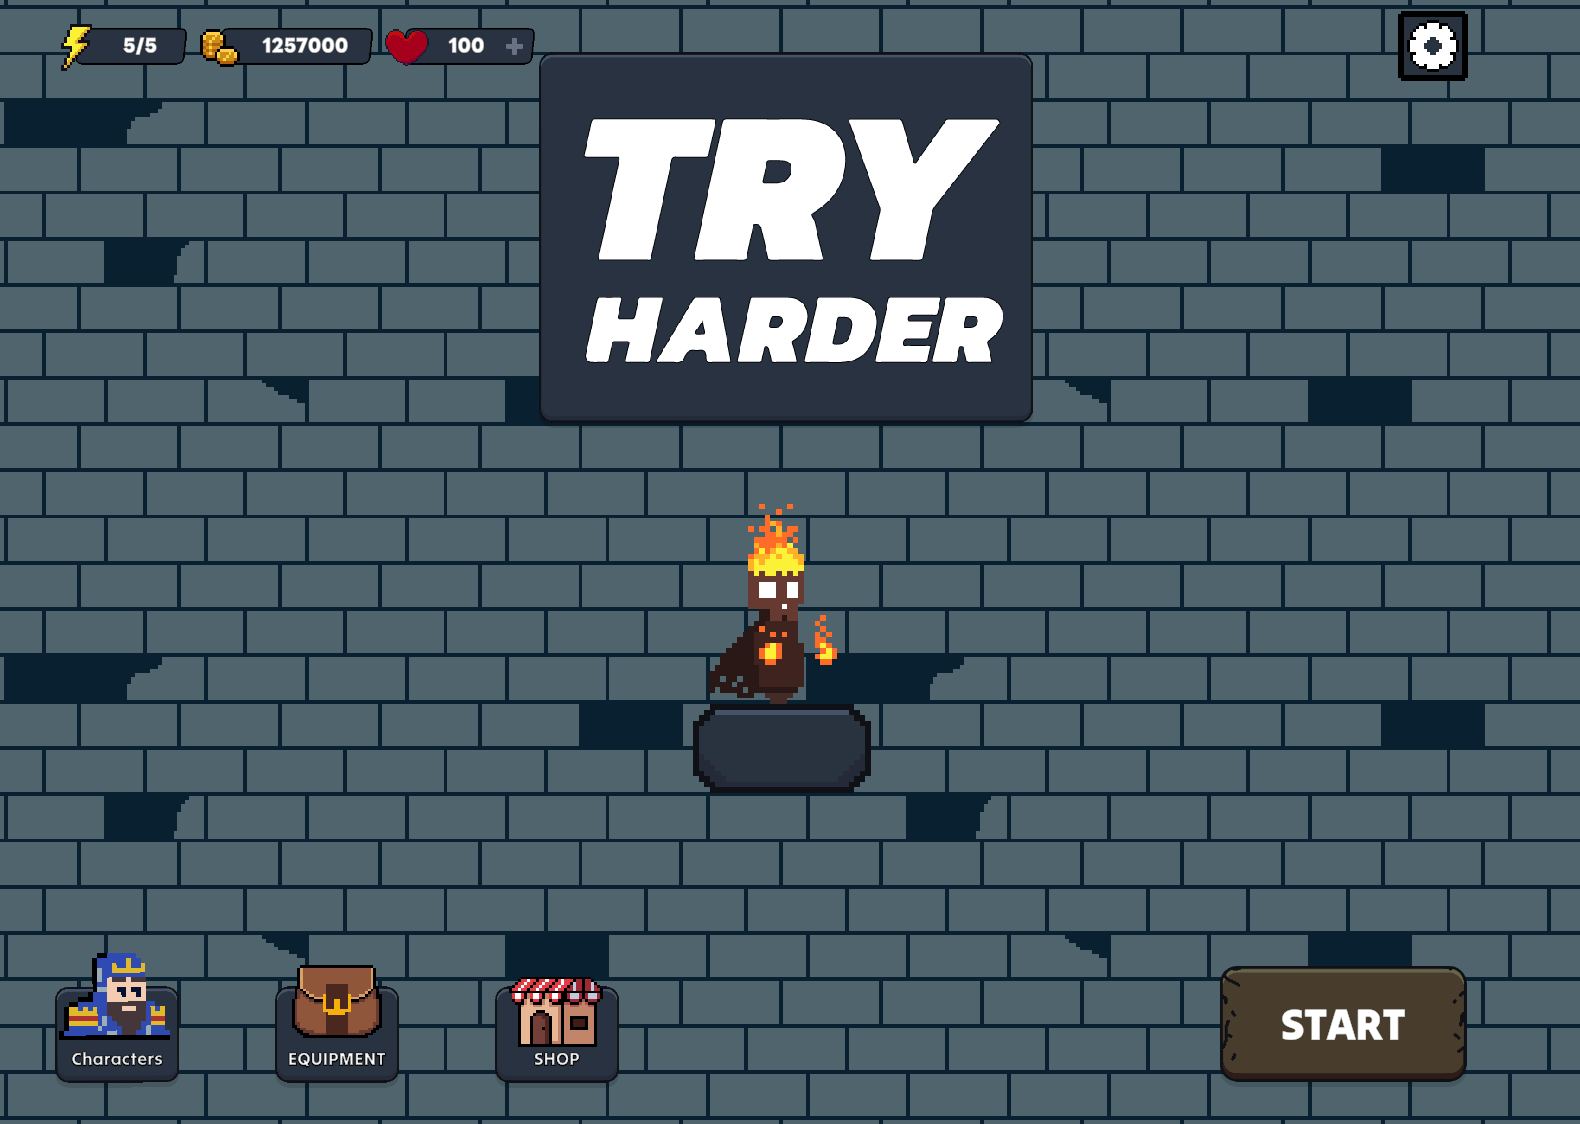 5/5
1257000
100 +
TRY
HARDER
Characters
EQUIPMENT
SHOP
START